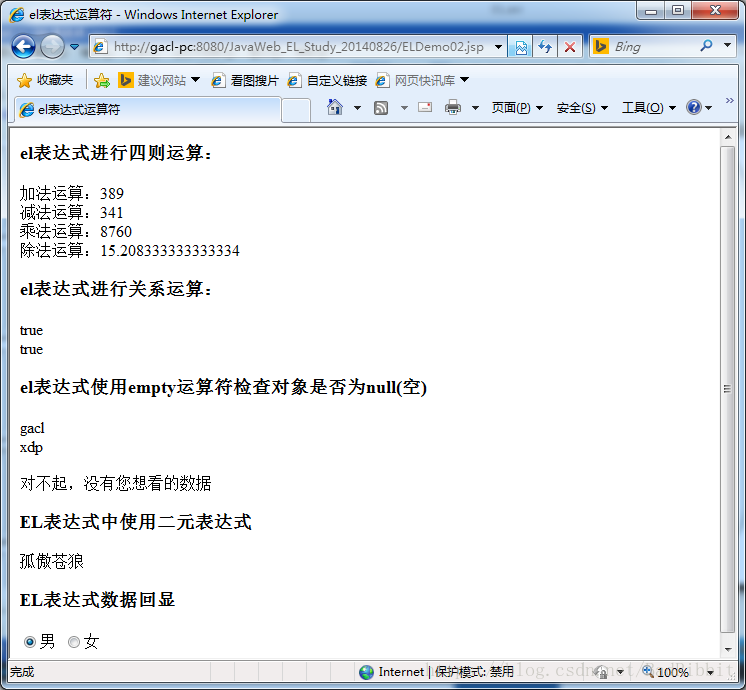 el表达式运算符 - Windows Internet Explorer
http://gacl-pc:8080/JavaWeb_EL_Study_20140826/ELDemo02.jsp
Bing
收藏夹 建议网站 看图搜片 自定义链接 网页快讯库
el表达式运算符 页面(P) 安全(S) 工具(O)
el表达式进行四则运算：
加法运算：389
减法运算：341
乘法运算：8760
除法运算：15.208333333333334
el表达式进行关系运算：
true
true
el表达式使用empty运算符检查对象是否为null(空)
gacl
xdp
对不起，没有您想看的数据
EL表达式中使用二元表达式
孤傲苍狼
EL表达式数据回显
男 女
完成 Internet | 保护模式: 禁用 100%